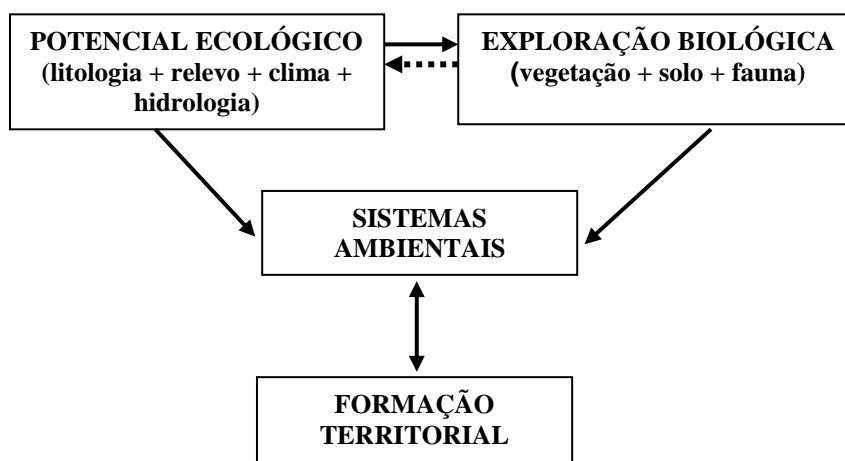 POTENCIAL ECOLÓGICO
(litologia + relevo + clima +
hidrologia)
EXPLORAÇÃO BIOLÓGICA
(vegetação + solo + fauna)
SISTEMAS
AMBIENTAIS
FORMAÇÃO
TERRITORIAL